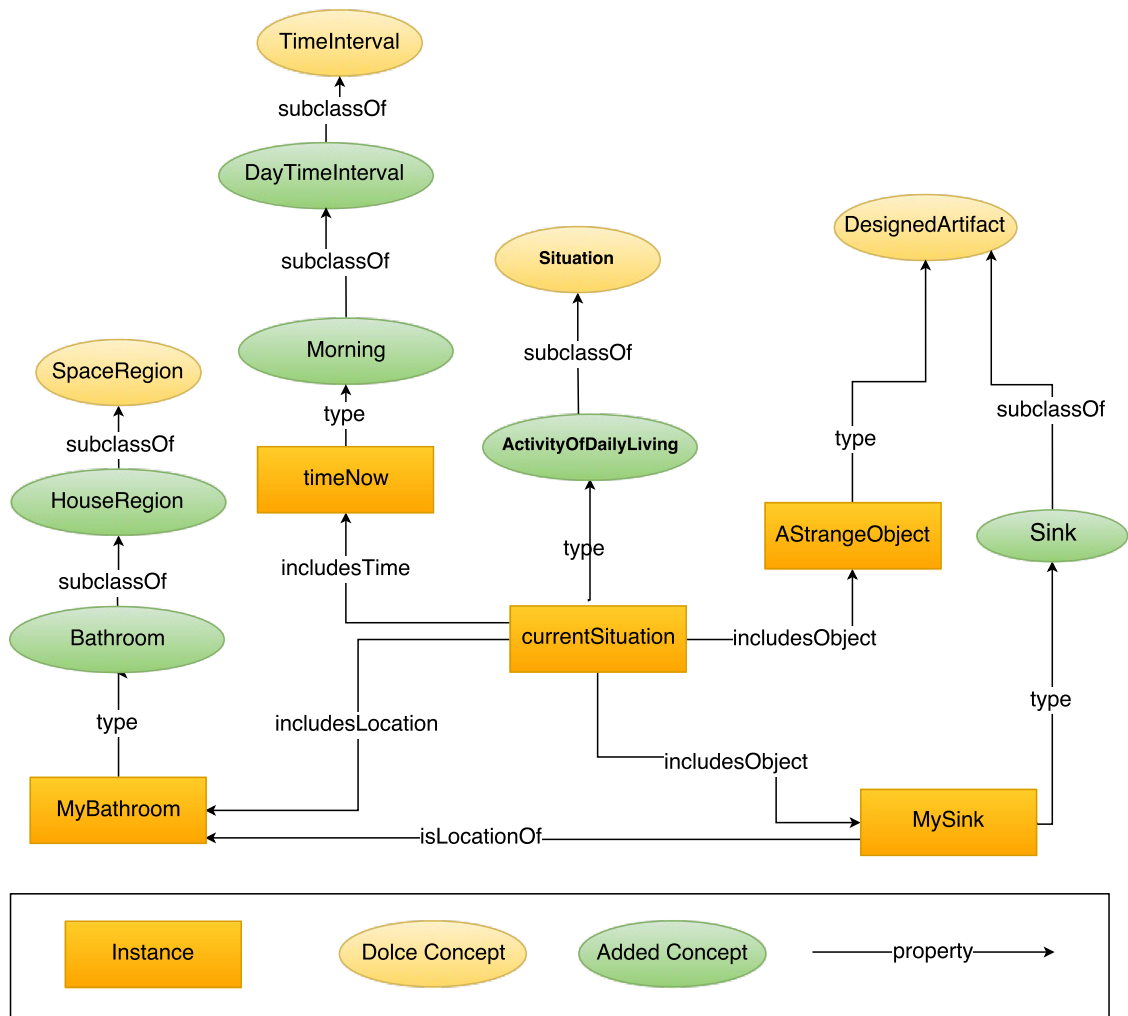 TimeInterval
subclassOf
DayTimeInterval
DesignedArtifact
Situation
subclassOf
Morning
subclassOf
SpaceRegion
type
subclassOf
subclassOf
ActivityOfDailyLiving
type
HouseRegion
timeNow
AStrangeObject
Sink
type
subclassOf
includesTime
Bathroom
currentSituation
includesObject
type
includesLocation
type
includesObject
MyBathroom
MySink
isLocationOf
Instance
Dolce Concept
Added Concept
property